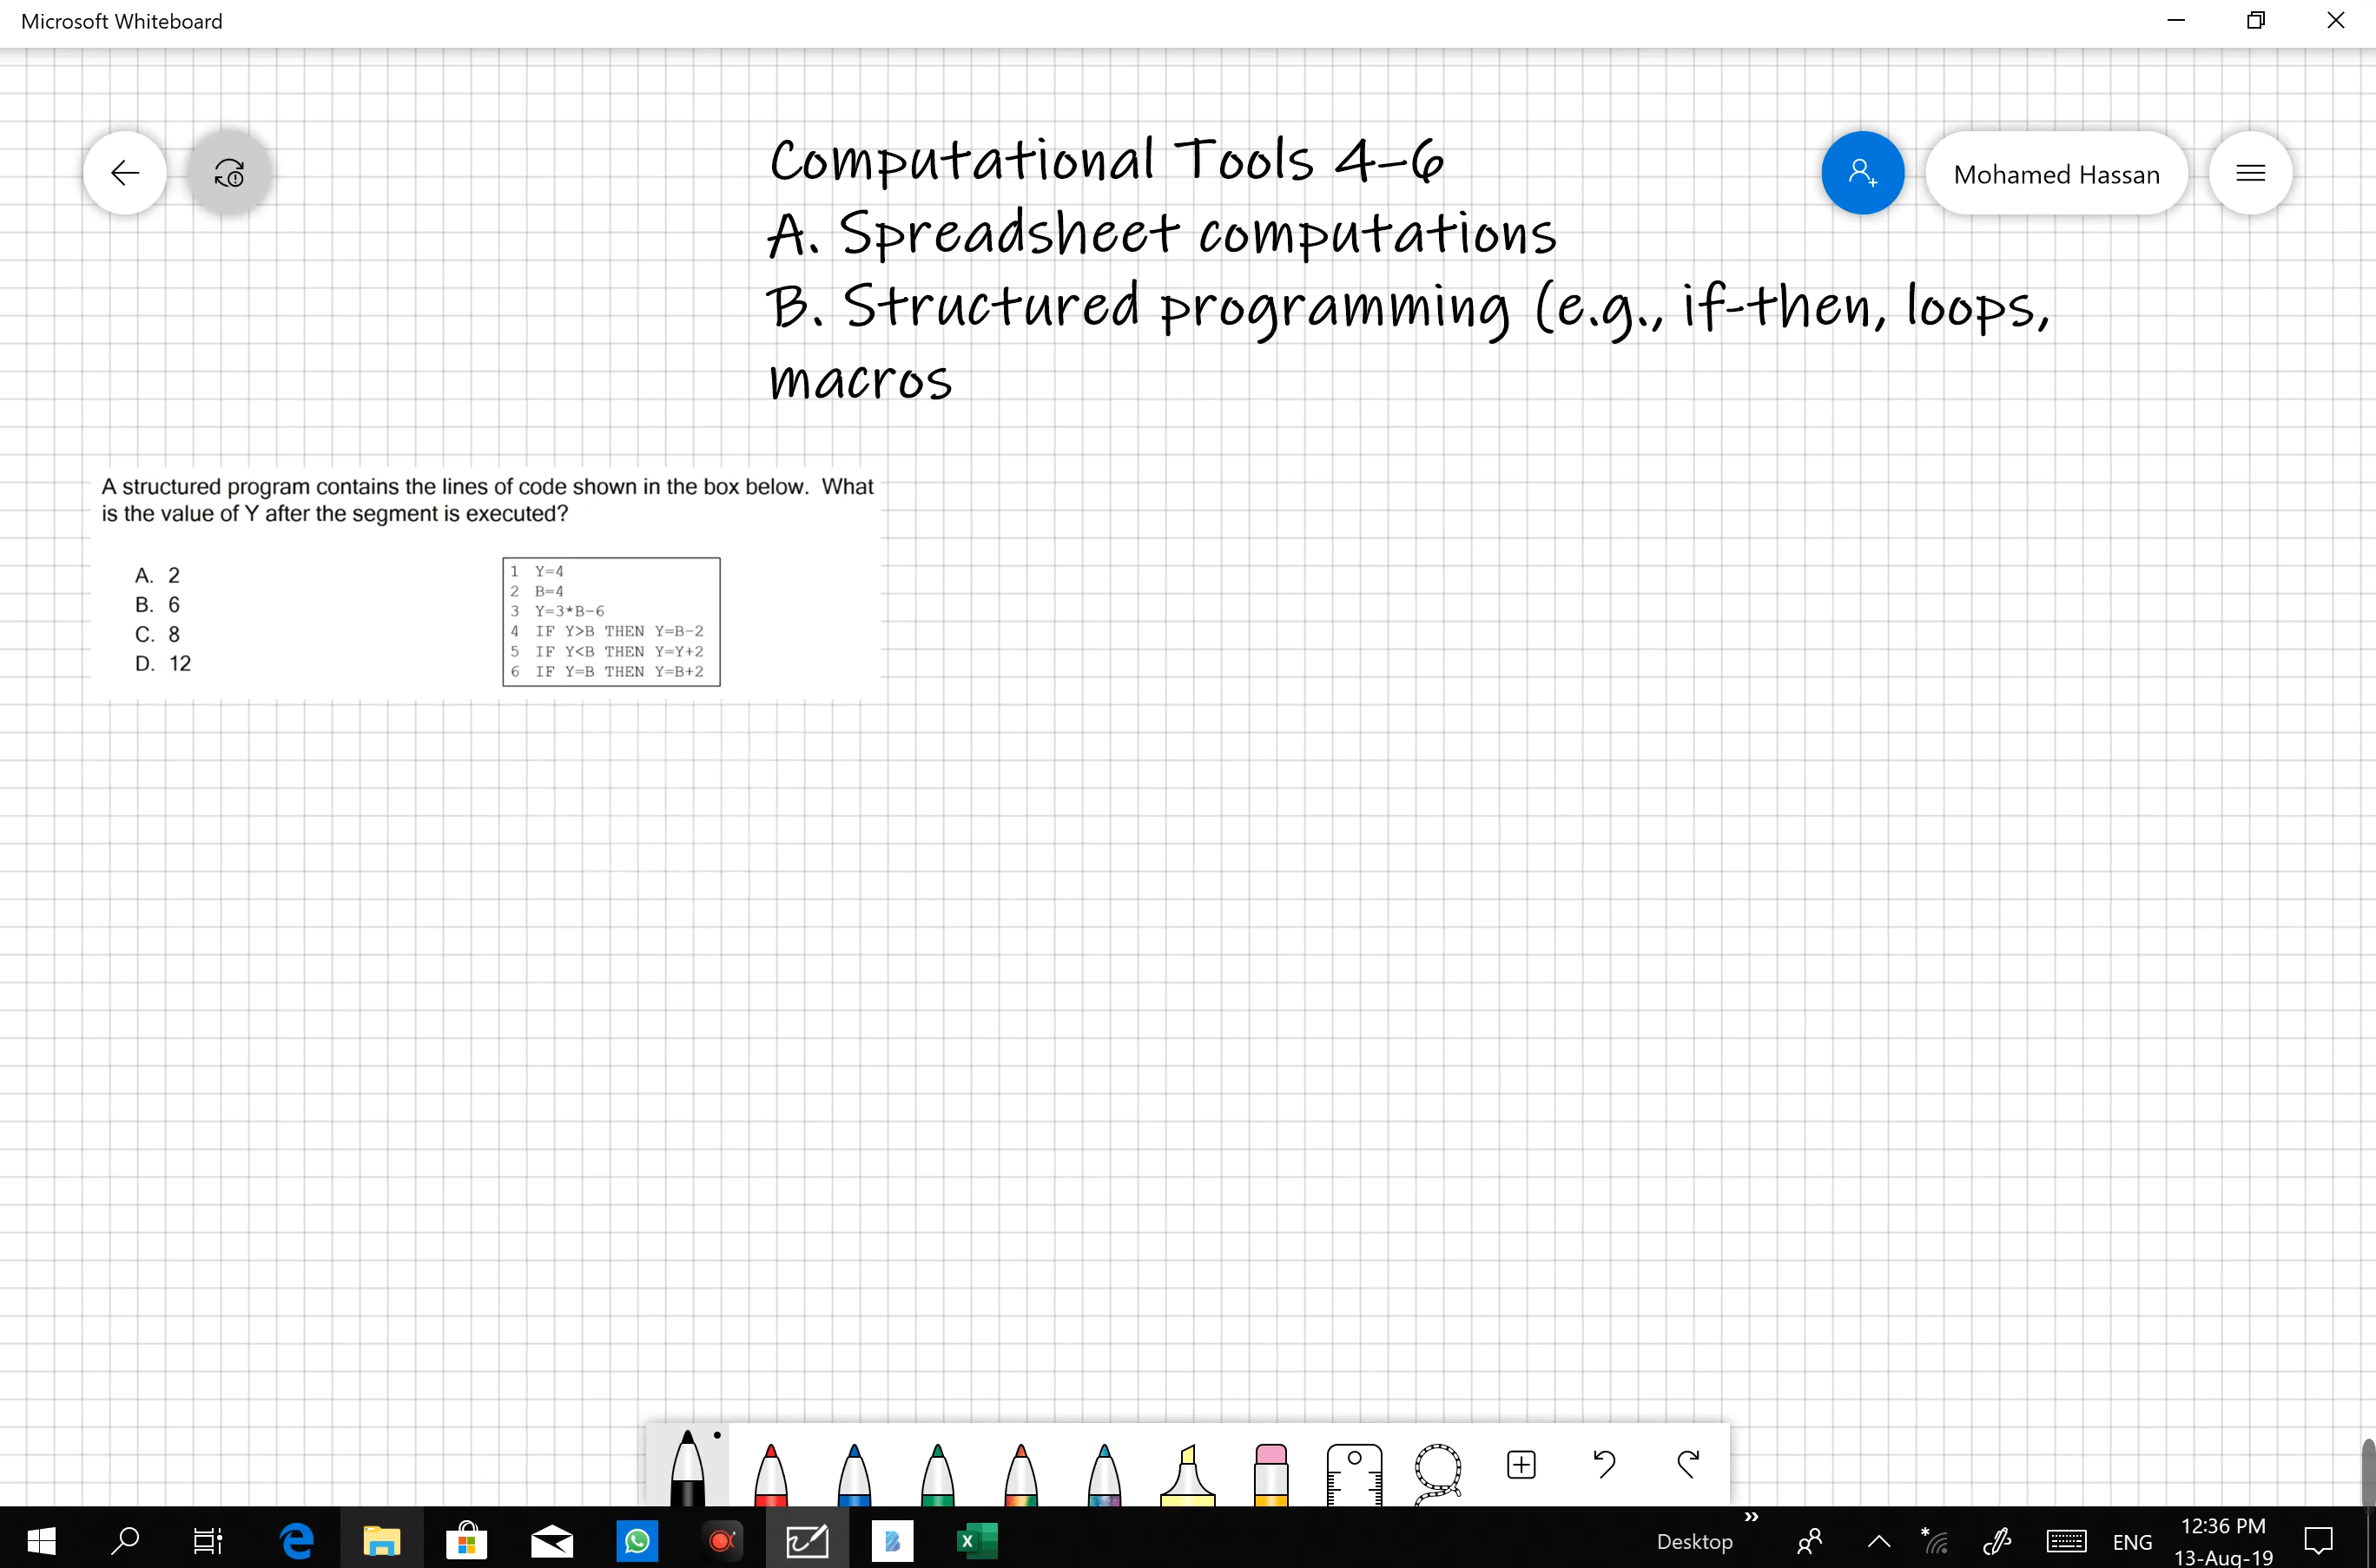 Microsoft Whiteboard
Computational Tools 4-6
Mohamed Hassan
A. Spreadsheet computations
B. Structured programming (e.g., if-then, loops,
macros
A structured program contains the lines of code shown in the box below. What
is the value of Y after the segment is executed?
A. 2
B. 6
C. 8
D. 12
1 Y=4
2 B=4
3 Y=3*B-6
4 IF Y>B THEN Y=B-2
5 IF Y<B THEN Y=Y+2
6 IF Y=B THEN Y=B+2
Desktop
ENG
12:36 PM
13-Aug-19